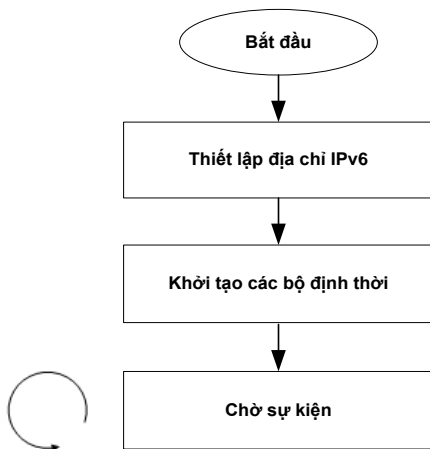 Bắt đầu
Thiết lập địa chỉ IPv6
Khởi tạo các bộ định thời
Chờ sự kiện